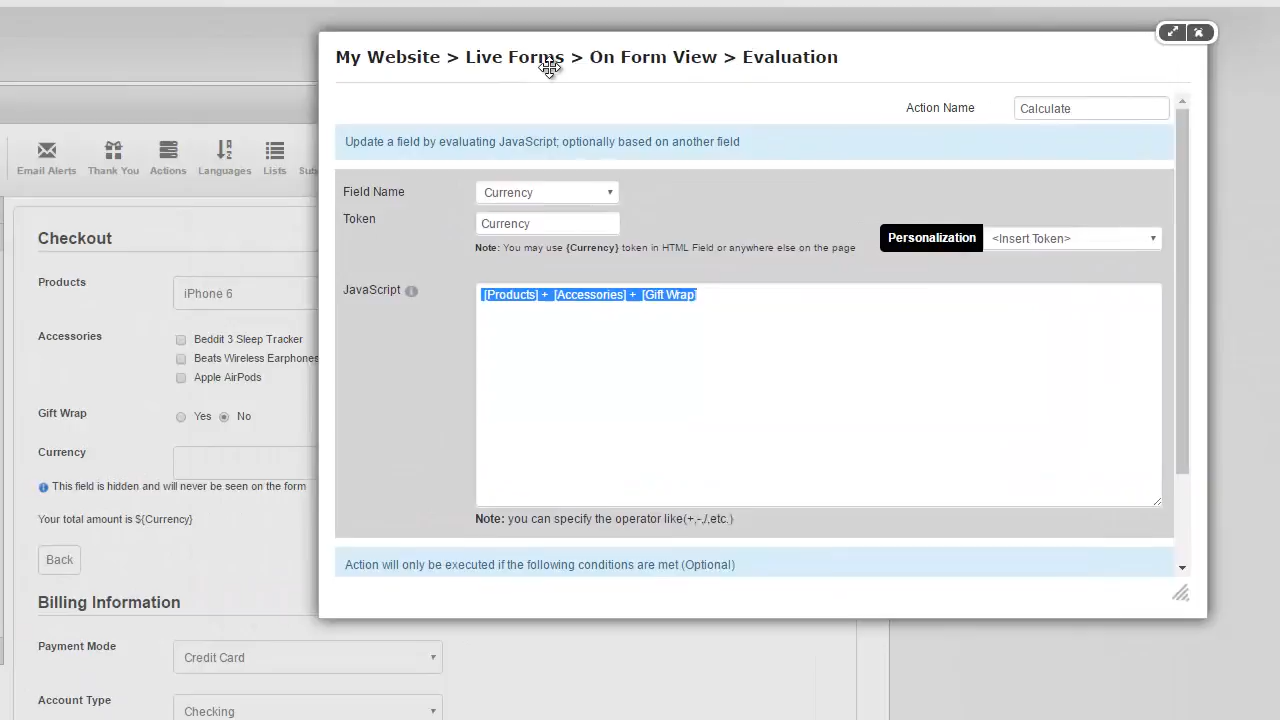 My Website > Live Forms > On Form View > Evaluation
Action Name
Calculate
Update a field by evaluating JavaScript; optionally based on another field
Field Name
Currency
Token
Currency
Note: You may use {Currency} token in HTML Field or anywhere else on the page
Personalization
<Insert Token>
JavaScript
[Products] + [Accessories] + [Gift Wrap]
Note: you can specify the operator like(+,-,/,etc.)
Action will only be executed if the following conditions are met (Optional)
Email Alerts
Thank You
Actions
Languages
Lists
Checkout
Products
iPhone 6
Accessories
Beddit 3 Sleep Tracker
Beats Wireless Earphones
Apple AirPods
Gift Wrap
Yes
No
Currency
This field is hidden and will never be seen on the form
Your total amount is ${Currency}
Back
Billing Information
Payment Mode
Credit Card
Account Type
Checking